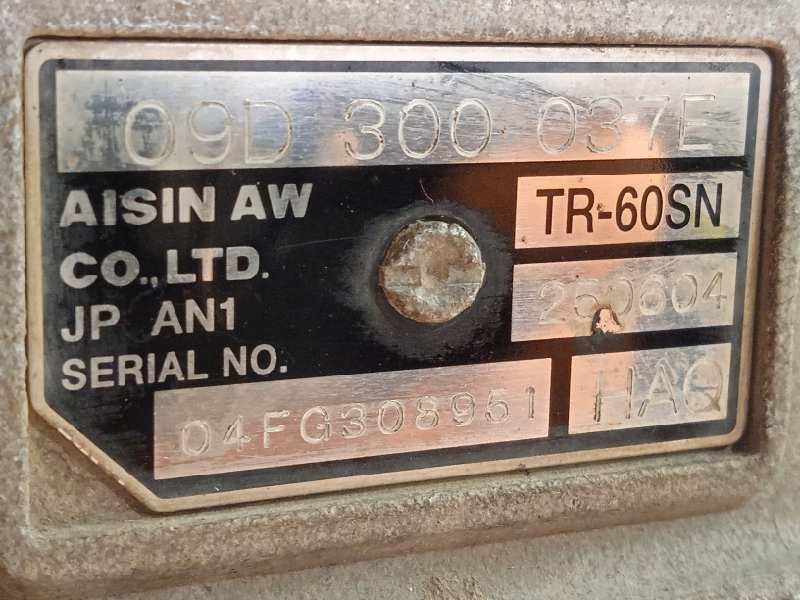 09D 300 037E
AISIN AW
CO.,LTD.
TR-60SN
JP AN1
SERIAL NO.
04FG308951
HAQ